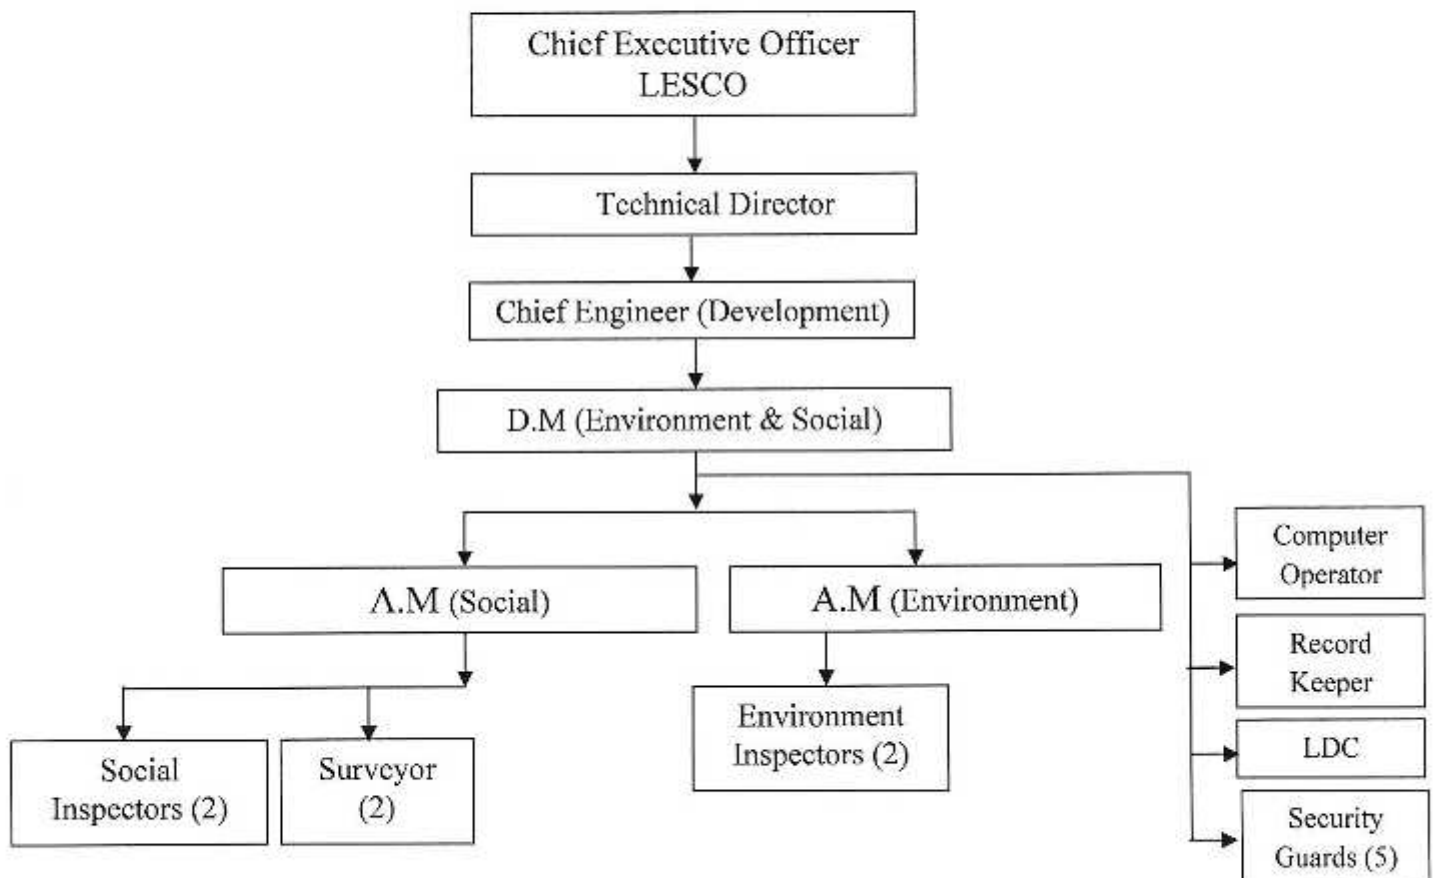 Chief Executive Officer
LESCO
Technical Director
Chief Engineer (Development)
D.M (Environment & Social)
A.M (Social)
A.M (Environment)
Computer
Operator
Record
Keeper
LDC
Security
Guards (5)
Environment
Inspectors (2)
Social
Inspectors (2)
Surveyor
(2)